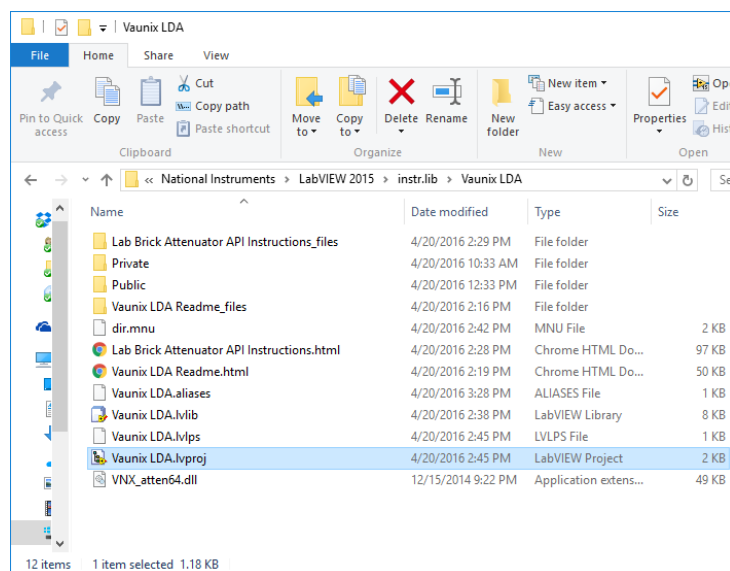 Vaunix LDA
File Home Share View
Pin to Quick access
Copy
Paste
Cut
Copy path
Paste shortcut
Clipboard
Move to
Copy to
Delete
Rename
Organize
New folder
New item
Easy access
New
Properties
Open
« National Instruments > LabVIEW 2015 > instr.lib > Vaunix LDA
Name Date modified Type Size
Lab Brick Attenuator API Instructions_files 4/20/2016 2:29 PM File folder
Private 4/20/2016 10:33 AM File folder
Public 4/20/2016 12:33 PM File folder
Vaunix LDA Readme_files 4/20/2016 2:16 PM File folder
dir.mnu 4/20/2016 2:42 PM MNU File 2 KB
Lab Brick Attenuator API Instructions.html 4/20/2016 2:28 PM Chrome HTML Do... 97 KB
Vaunix LDA Readme.html 4/20/2016 2:19 PM Chrome HTML Do... 50 KB
Vaunix LDA.aliases 4/20/2016 3:28 PM ALIASES File 1 KB
Vaunix LDA.lvlib 4/20/2016 2:38 PM LabVIEW Library 8 KB
Vaunix LDA.lvlps 4/20/2016 2:45 PM LVLPS File 1 KB
Vaunix LDA.lvproj 4/20/2016 2:45 PM LabVIEW Project 2 KB
VNX_atten64.dll 12/15/2014 9:22 PM Application extens... 49 KB
12 items 1 item selected 1.18 KB